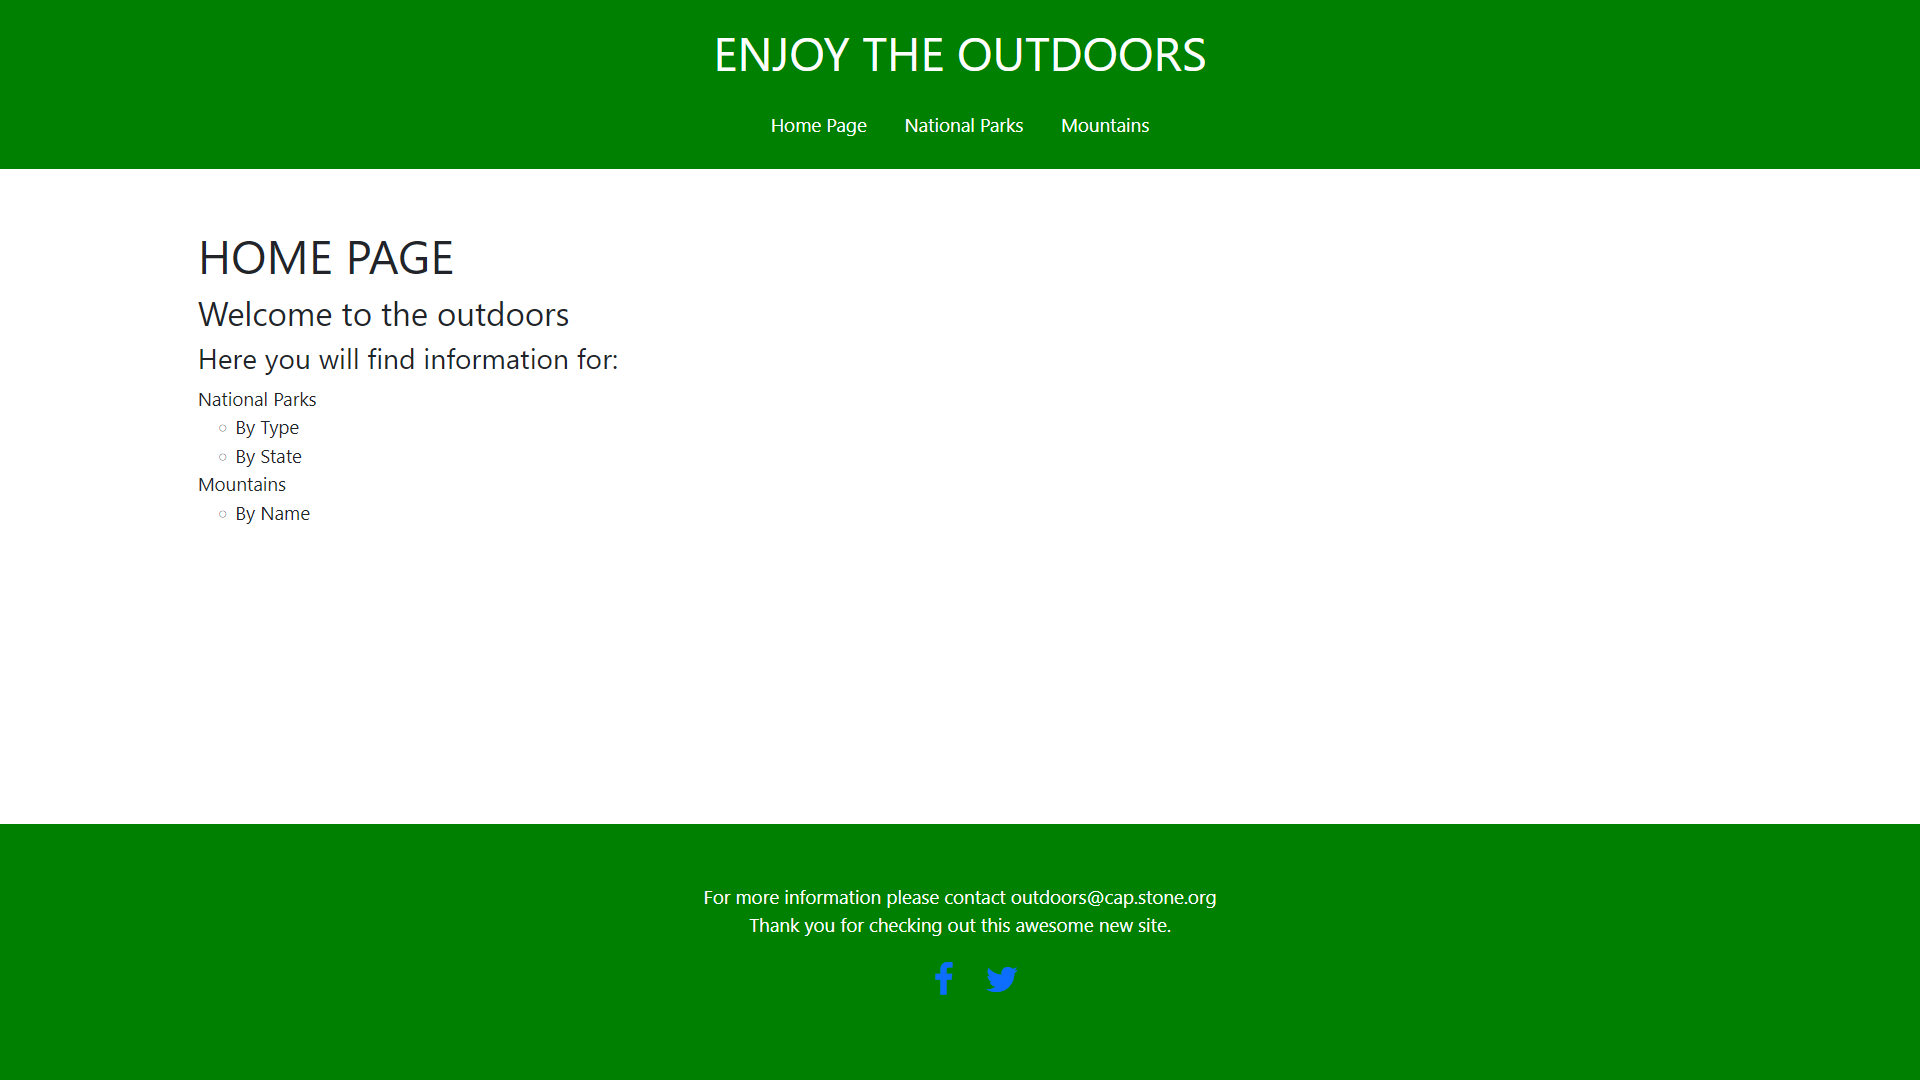 ENJOY THE OUTDOORS
Home Page National Parks Mountains
HOME PAGE
Welcome to the outdoors
Here you will find information for:
National Parks
By Type
By State
Mountains
By Name
For more information please contact outdoors@cap.stone.org
Thank you for checking out this awesome new site.